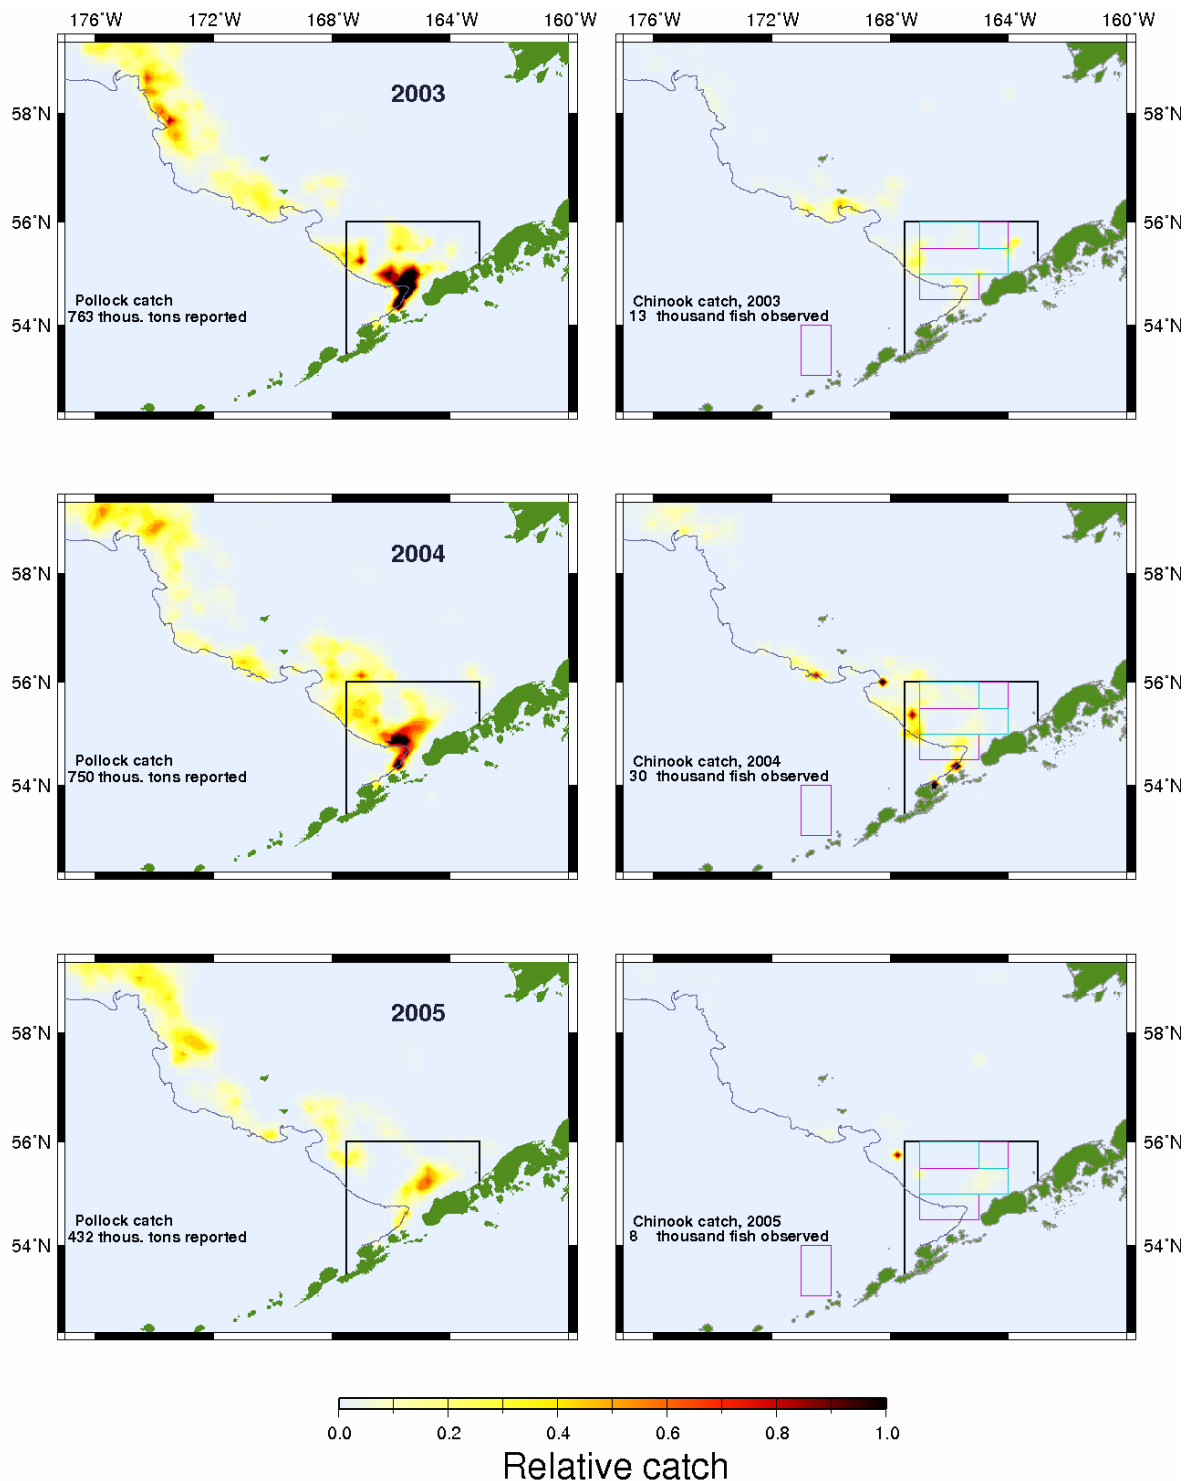 176°W 172°W 168°W 164°W 160°W 176°W 172°W 168°W 164°W 160°W
58°N 2003 58°N
56°N 56°N
Pollock catch
763 thous. tons reported
Chinook catch, 2003
13 thousand fish observed
54°N 54°N
58°N 2004 58°N
56°N 56°N
Pollock catch
750 thous. tons reported
Chinook catch, 2004
30 thousand fish observed
54°N 54°N
58°N 2005 58°N
56°N 56°N
Pollock catch
432 thous. tons reported
Chinook catch, 2005
8 thousand fish observed
54°N 54°N
0.0 0.2 0.4 0.6 0.8 1.0
Relative catch